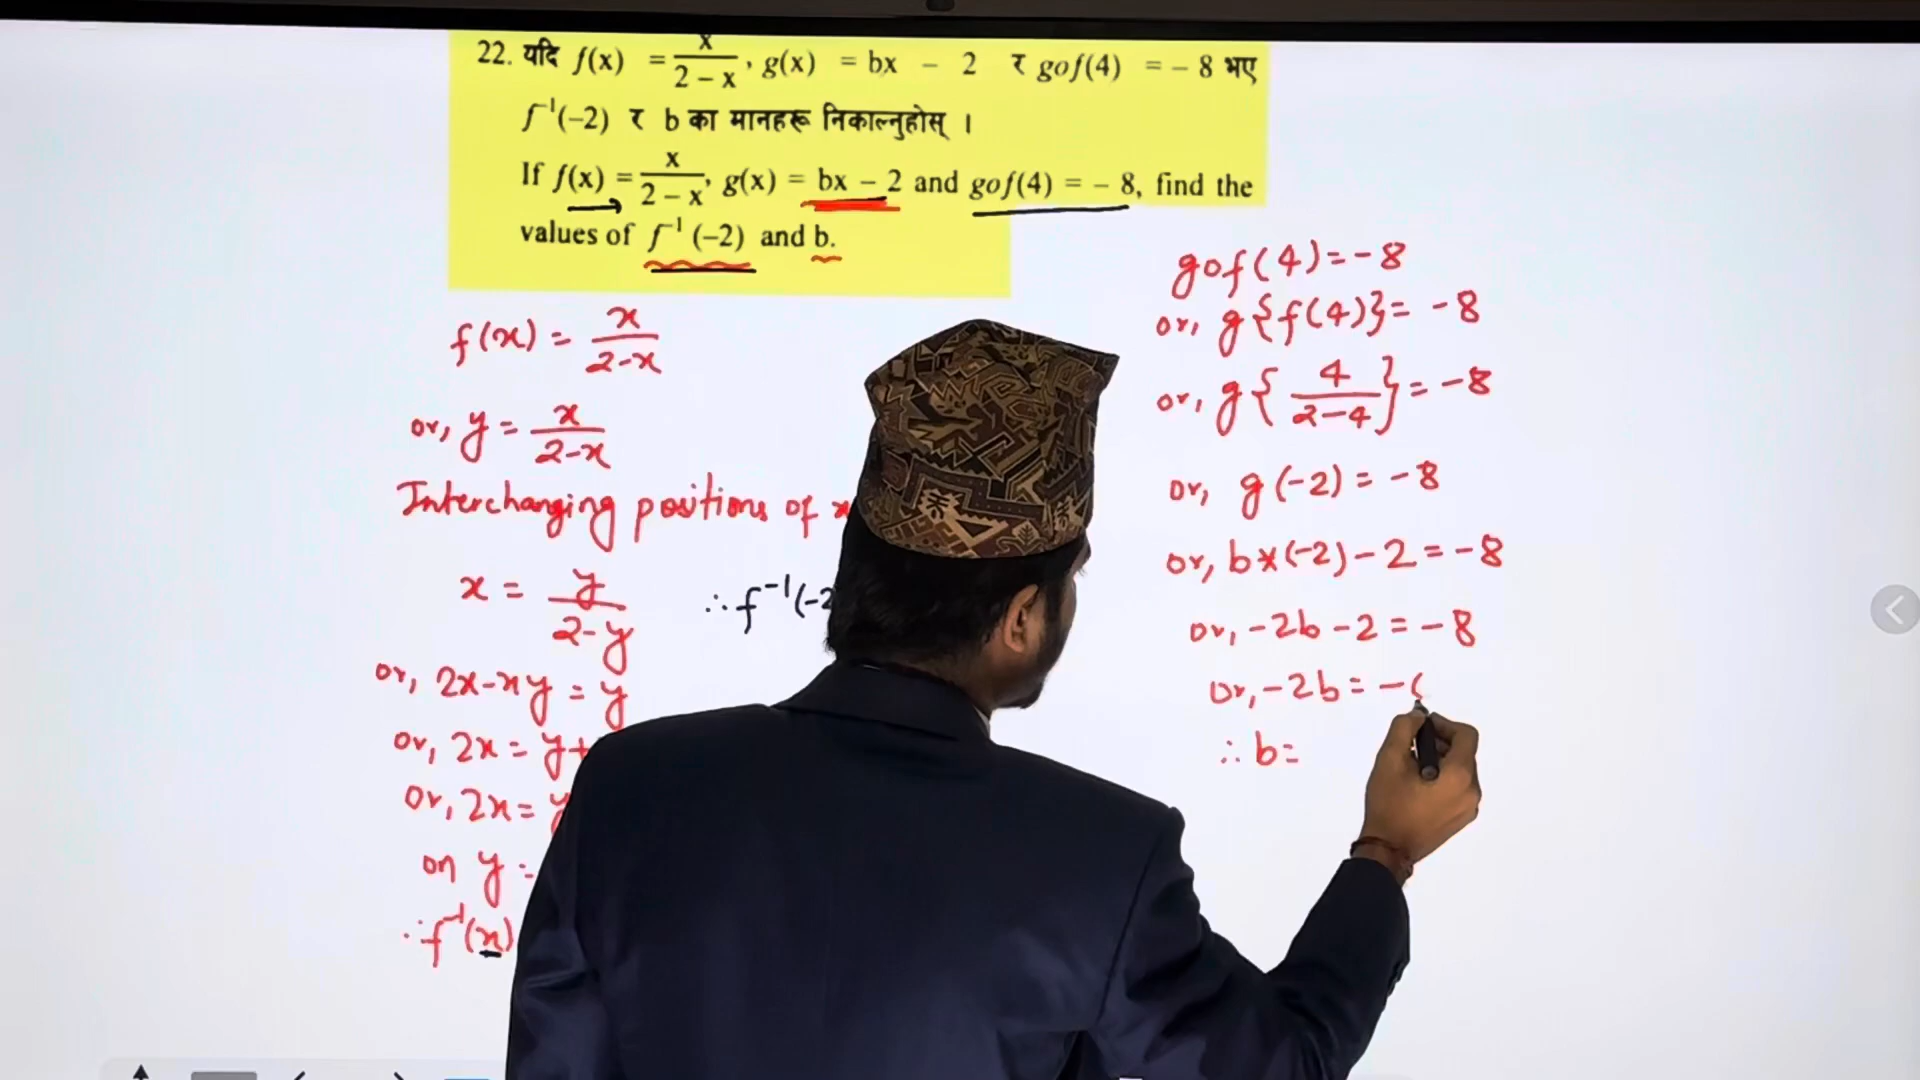 22. यदि f(x) = x/2 – x, g(x) = bx – 2 र gof(4) = – 8 भए
f⁻¹(–2) र b का मानहरू निकाल्नुहोस् ।
If f(x) = x/2 – x, g(x) = bx – 2 and gof(4) = – 8, find the
values of f⁻¹ (–2) and b.
f(x) = x/2-x
or, y = x/2-x
Interchanging positions of x
x = y/2-y
or, 2x-xy = y
or, 2x = y+
or, 2x = y
or y =
∴ f⁻¹(x)
∴ f⁻¹(-2
gof(4) = -8
or, g{f(4)} = -8
or, g{4/2-4} = -8
or, g(-2) = -8
or, b×(-2) - 2 = -8
or, -2b - 2 = -8
or, -2b = -
∴ b =